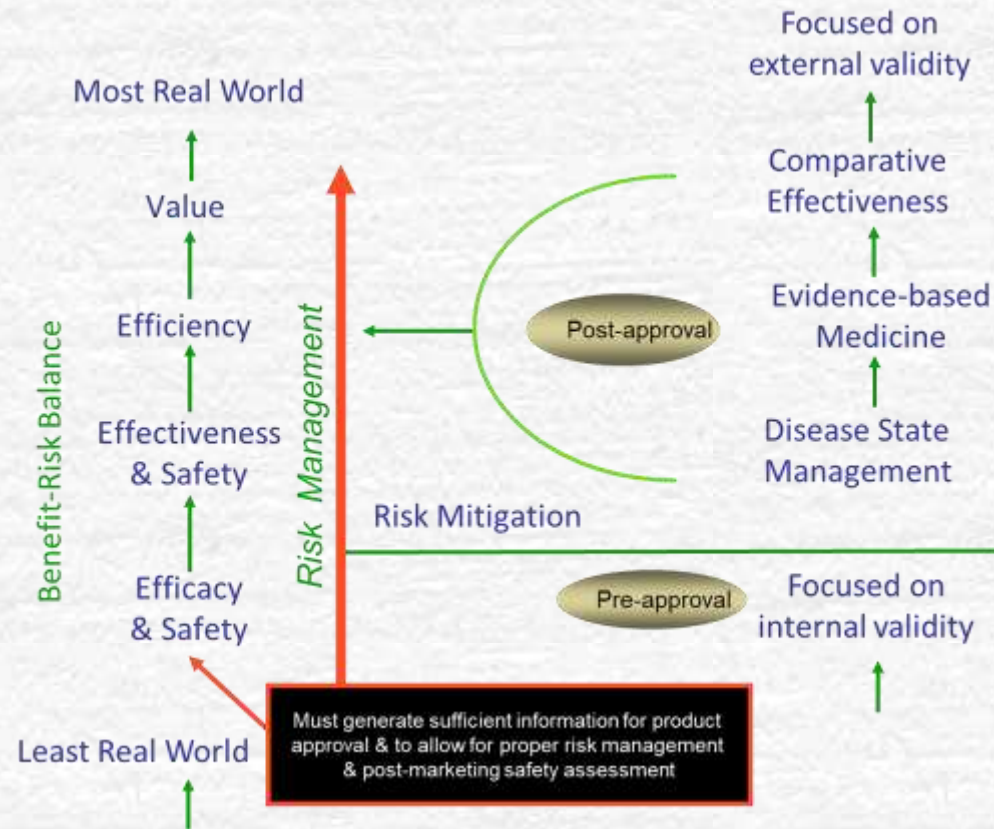 Focused on
external validity
Most Real World
Comparative
Effectiveness
Value
Evidence-based
Medicine
Efficiency
Post-approval
Benefit-Risk Balance
Risk Management
Effectiveness
& Safety
Disease State
Management
Risk Mitigation
Efficacy
& Safety
Pre-approval
Focused on
internal validity
Must generate sufficient information for product
approval & to allow for proper risk management
& post-marketing safety assessment
Least Real World